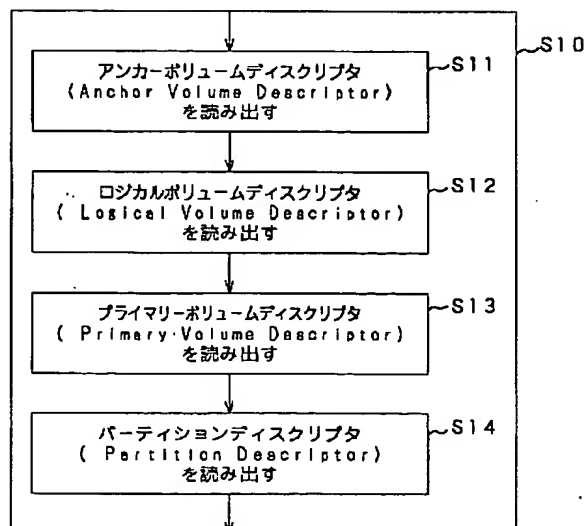 S10
アンカーボリュームディスクリプタ
S11
(Anchor Volume Descriptor)
を読み出す
ロジカルボリュームディスクリプタ
S12
( Logical Volume Descriptor)
を読み出す
プライマリーボリュームディスクリプタ
S13
( Primary Volume Descriptor)
を読み出す
パーティションディスクリプタ
S14
( Partition Descriptor)
を読み出す